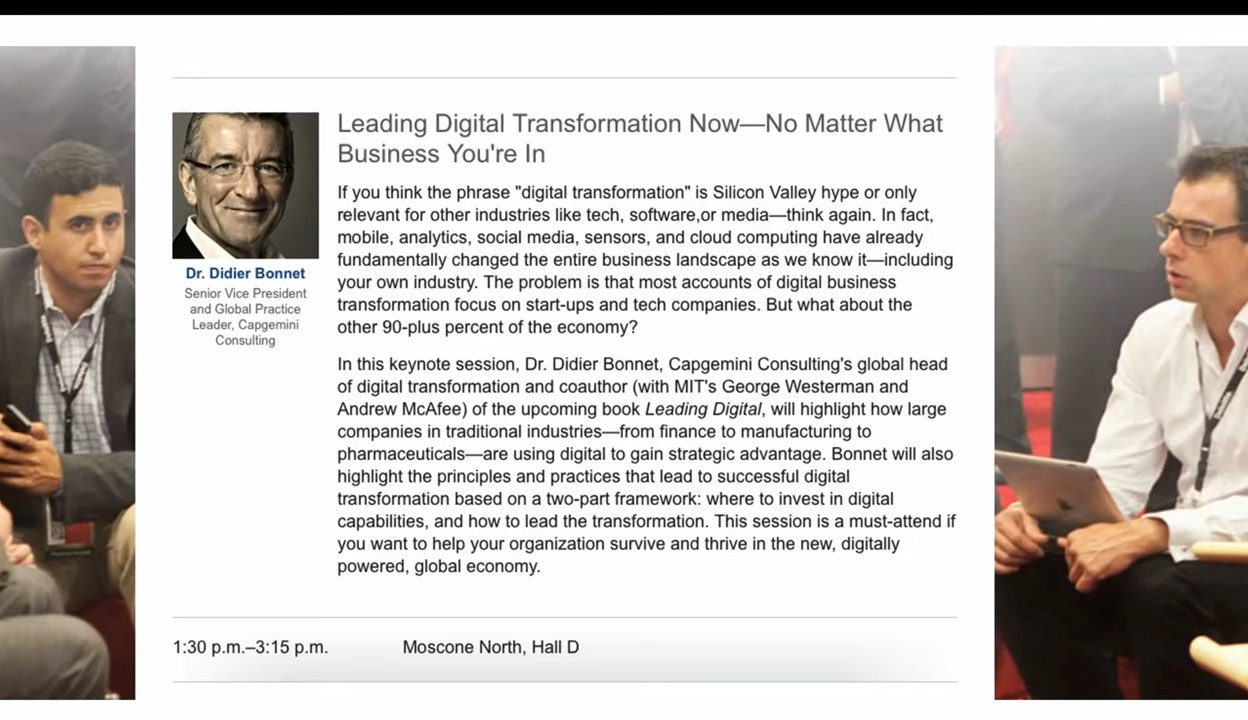 Leading Digital Transformation Now—No Matter What
Business You're In
If you think the phrase "digital transformation" is Silicon Valley hype or only
relevant for other industries like tech, software,or media—think again. In fact,
mobile, analytics, social media, sensors, and cloud computing have already
fundamentally changed the entire business landscape as we know it—including
your own industry. The problem is that most accounts of digital business
transformation focus on start-ups and tech companies. But what about the
other 90-plus percent of the economy?
Dr. Didier Bonnet
Senior Vice President
and Global Practice
Leader, Capgemini
Consulting
In this keynote session, Dr. Didier Bonnet, Capgemini Consulting's global head
of digital transformation and coauthor (with MIT's George Westerman and
Andrew McAfee) of the upcoming book Leading Digital, will highlight how large
companies in traditional industries—from finance to manufacturing to
pharmaceuticals—are using digital to gain strategic advantage. Bonnet will also
highlight the principles and practices that lead to successful digital
transformation based on a two-part framework: where to invest in digital
capabilities, and how to lead the transformation. This session is a must-attend if
you want to help your organization survive and thrive in the new, digitally
powered, global economy.
1:30 p.m.–3:15 p.m. Moscone North, Hall D